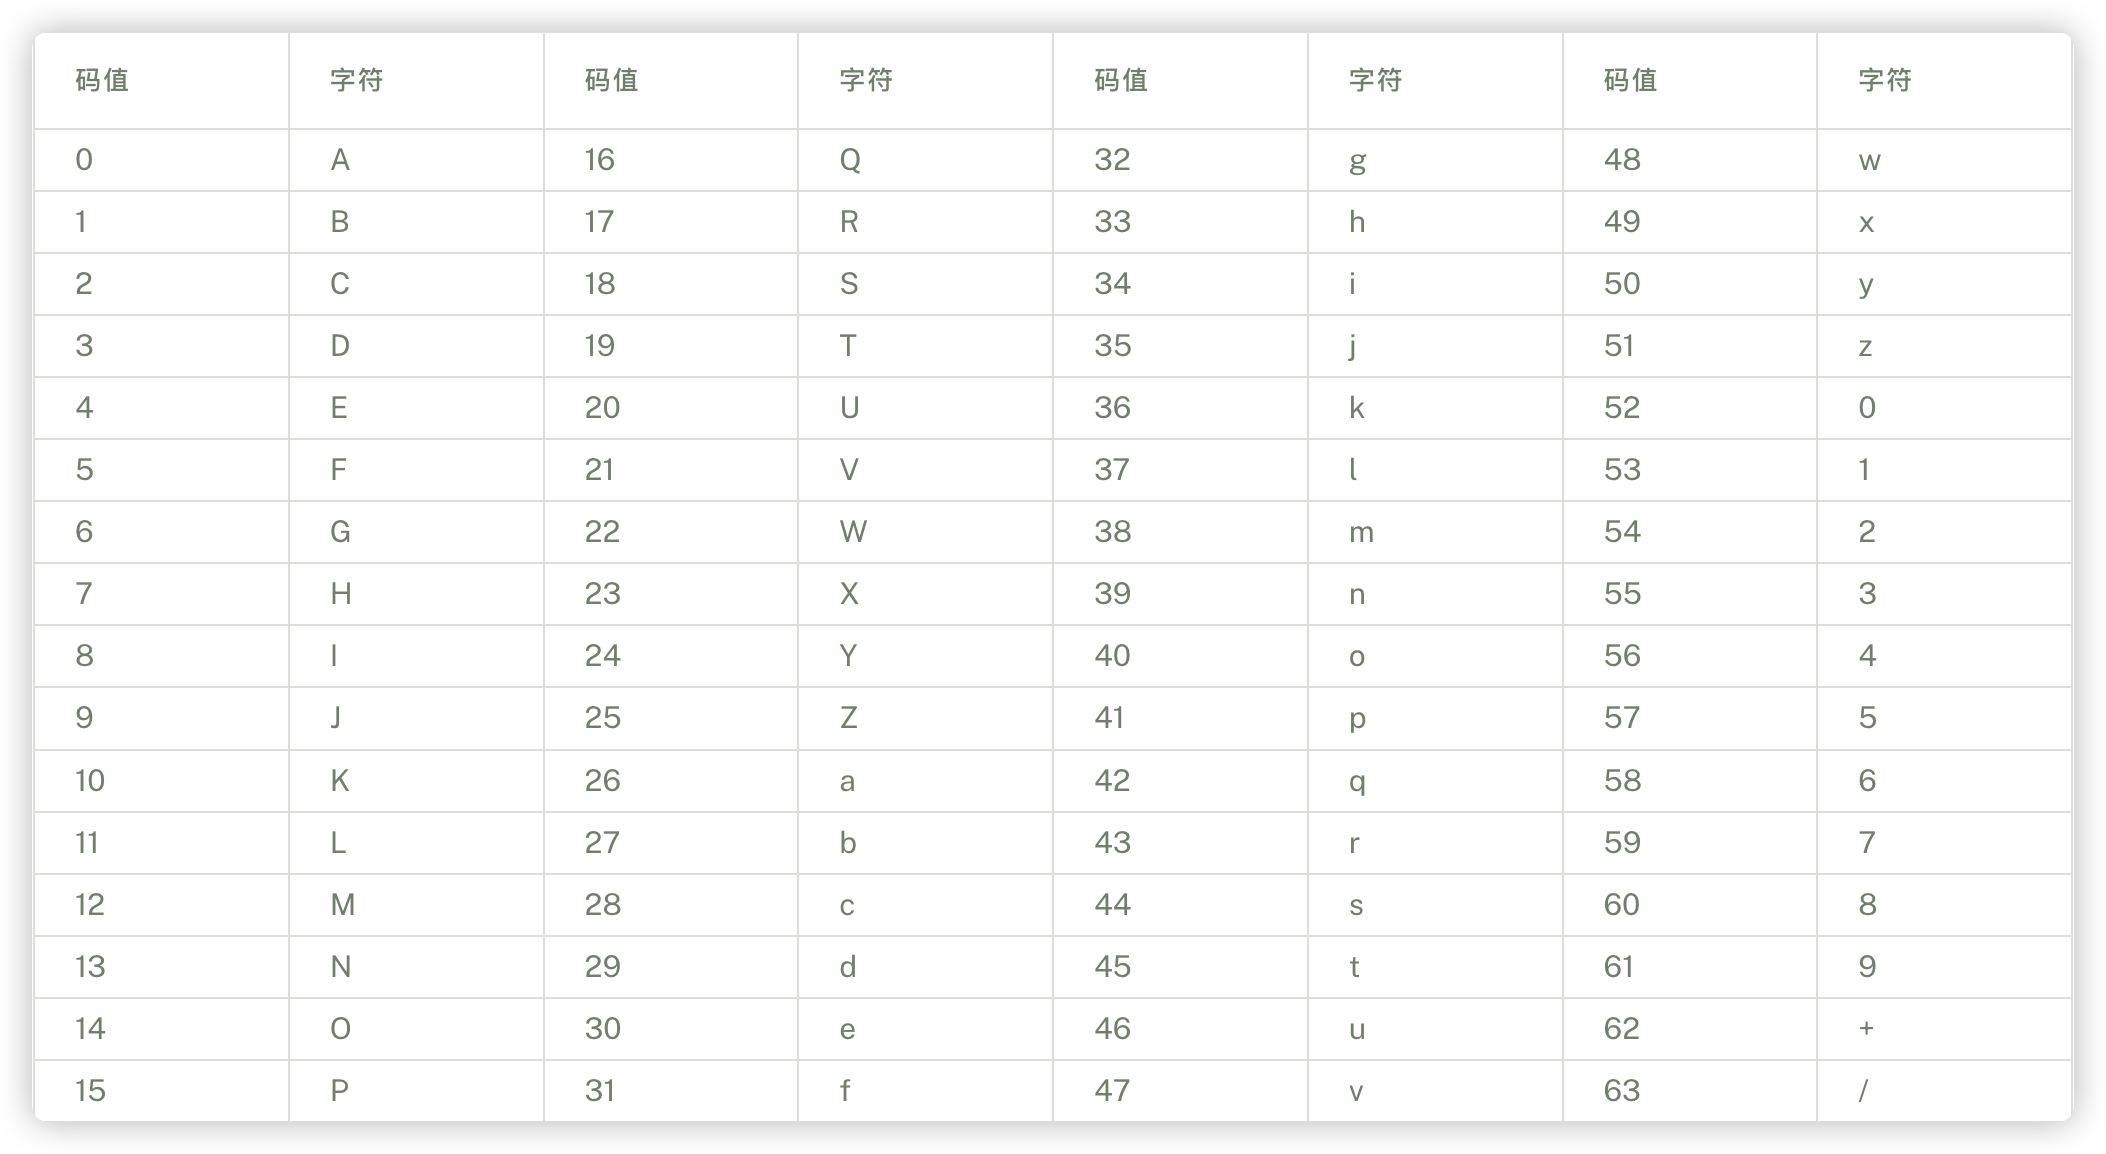 码值 字符 码值 字符 码值 字符 码值 字符
0 A 16 Q 32 g 48 w
1 B 17 R 33 h 49 x
2 C 18 S 34 i 50 y
3 D 19 T 35 j 51 z
4 E 20 U 36 k 52 0
5 F 21 V 37 l 53 1
6 G 22 W 38 m 54 2
7 H 23 X 39 n 55 3
8 I 24 Y 40 o 56 4
9 J 25 Z 41 p 57 5
10 K 26 a 42 q 58 6
11 L 27 b 43 r 59 7
12 M 28 c 44 s 60 8
13 N 29 d 45 t 61 9
14 O 30 e 46 u 62 +
15 P 31 f 47 v 63 /